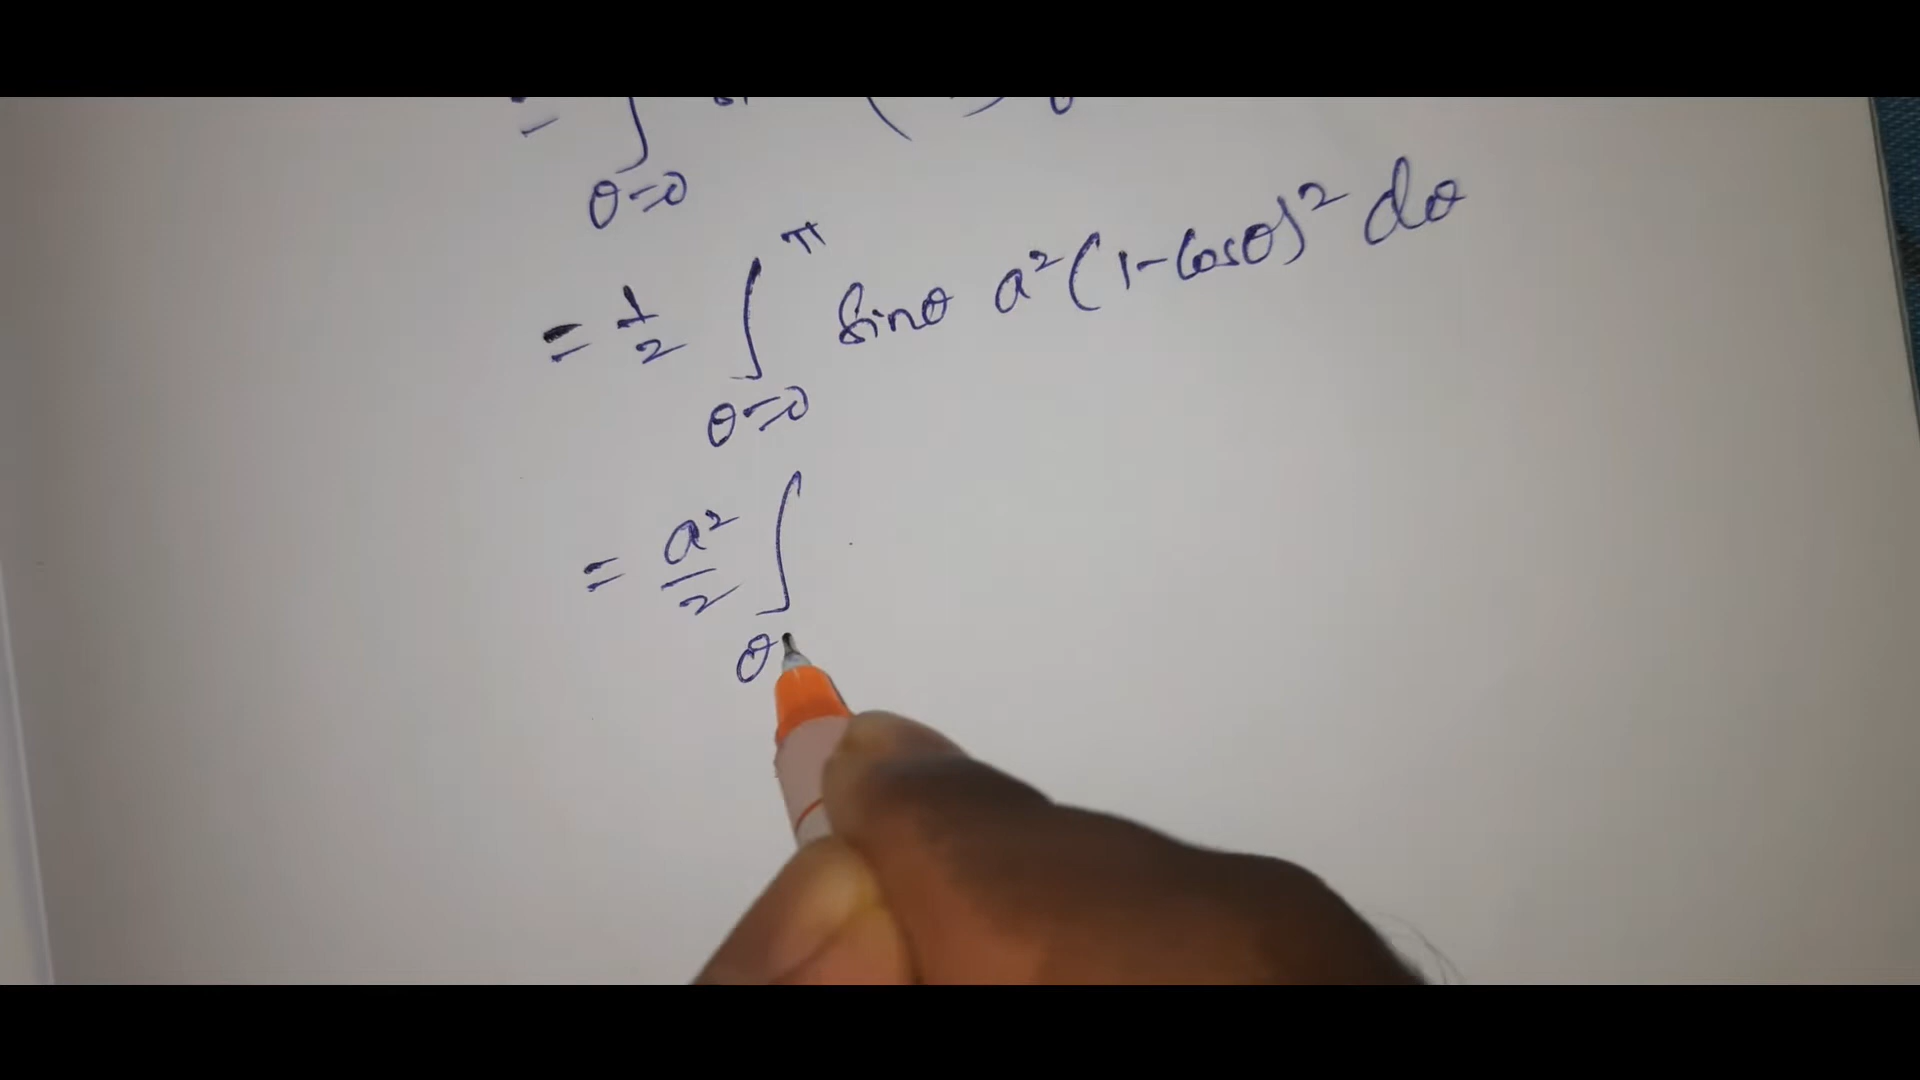 = ∫
θ=0
= 1/2 ∫_{θ=0}^{π} sinθ a²(1-cosθ)² dθ
= a²/2 ∫
θ